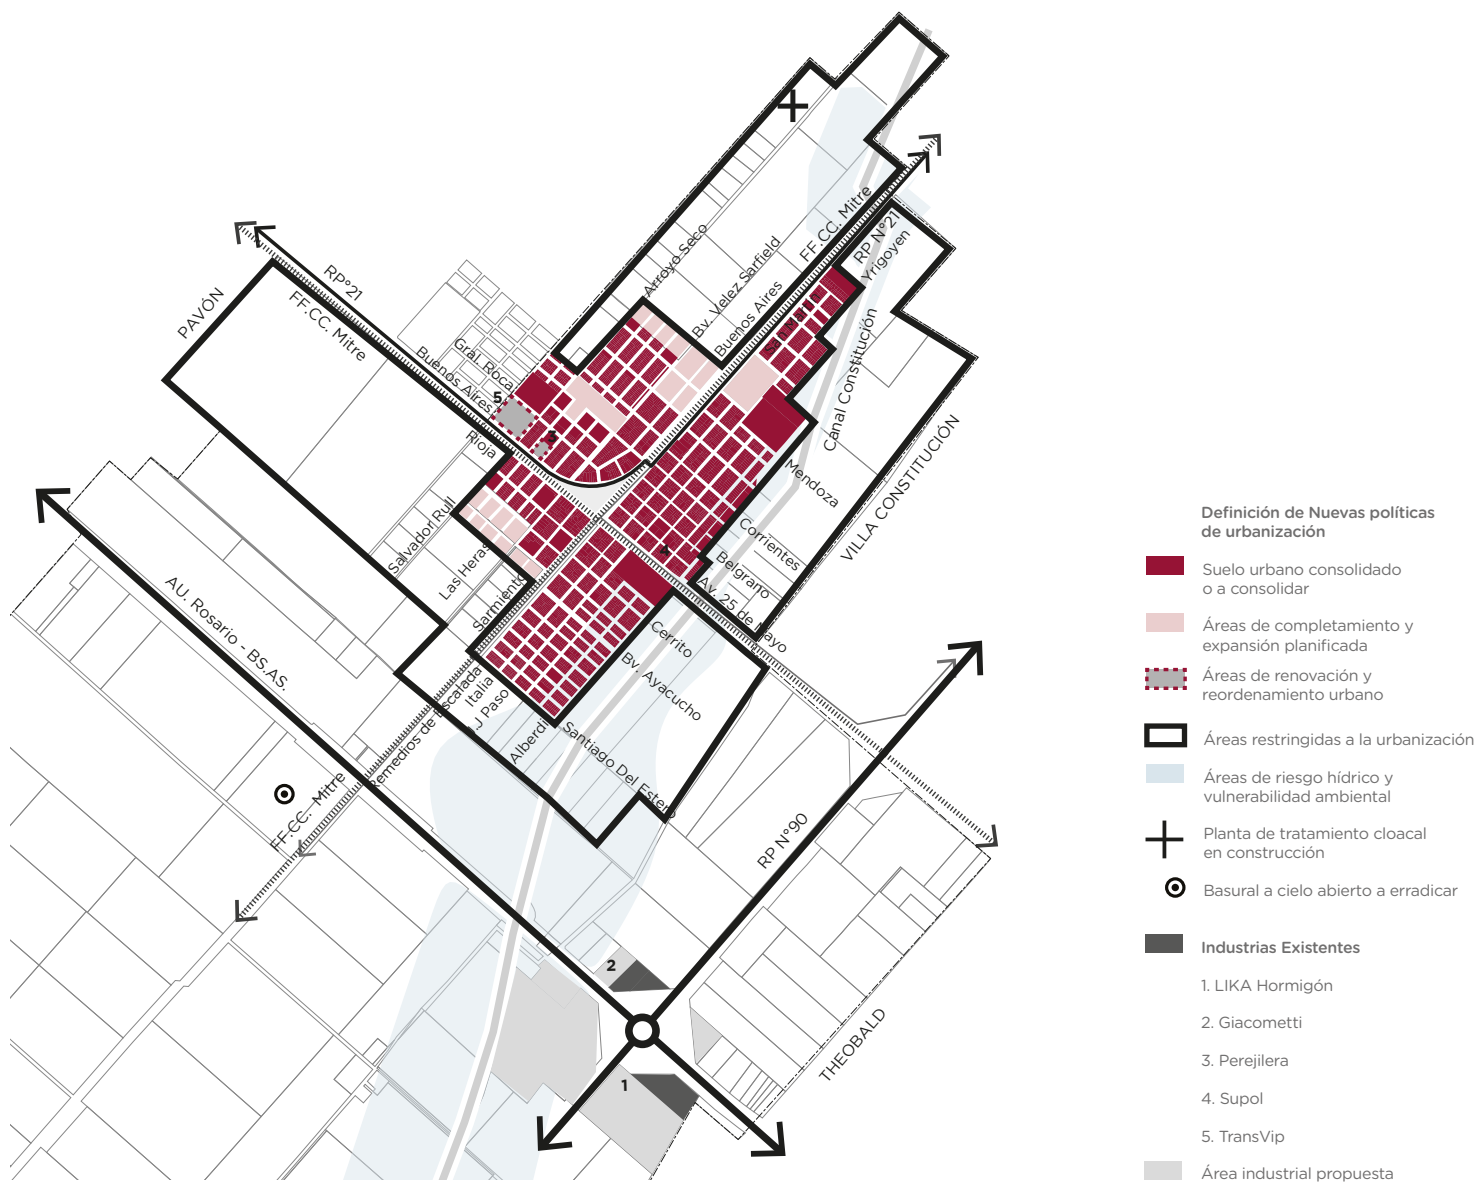 Arroyo Seco
Bv. Velez Sarfield
Buenos Aires
FF.CC. Mitre
RP N°21
Yrigoyen
San Martín
RP°21
FF.CC. Mitre
PAVÓN
Gral. Roca
Buenos Aires
5
3
Rioja
Canal Constitución
VILLA CONSTITUCIÓN
Mendoza
Corrientes
Belgrano
Av. 25 de Mayo
4
Salvador Rull
Las Heras
Sarmiento
AU. Rosario - BS.AS.
Cerrito
Bv. Ayacucho
Remedios de Escalada
Italia
J.J Paso
Alberdi
Santiago Del Estero
FF.CC. Mitre
RP N°90
2
1
THEOBALD
Definición de Nuevas políticas
de urbanización
Suelo urbano consolidado
o a consolidar
Áreas de completamiento y
expansión planificada
Áreas de renovación y
reordenamiento urbano
Áreas restringidas a la urbanización
Áreas de riesgo hídrico y
vulnerabilidad ambiental
Planta de tratamiento cloacal
en construcción
Basural a cielo abierto a erradicar
Industrias Existentes
1. LIKA Hormigón
2. Giacometti
3. Perejilera
4. Supol
5. TransVip
Área industrial propuesta